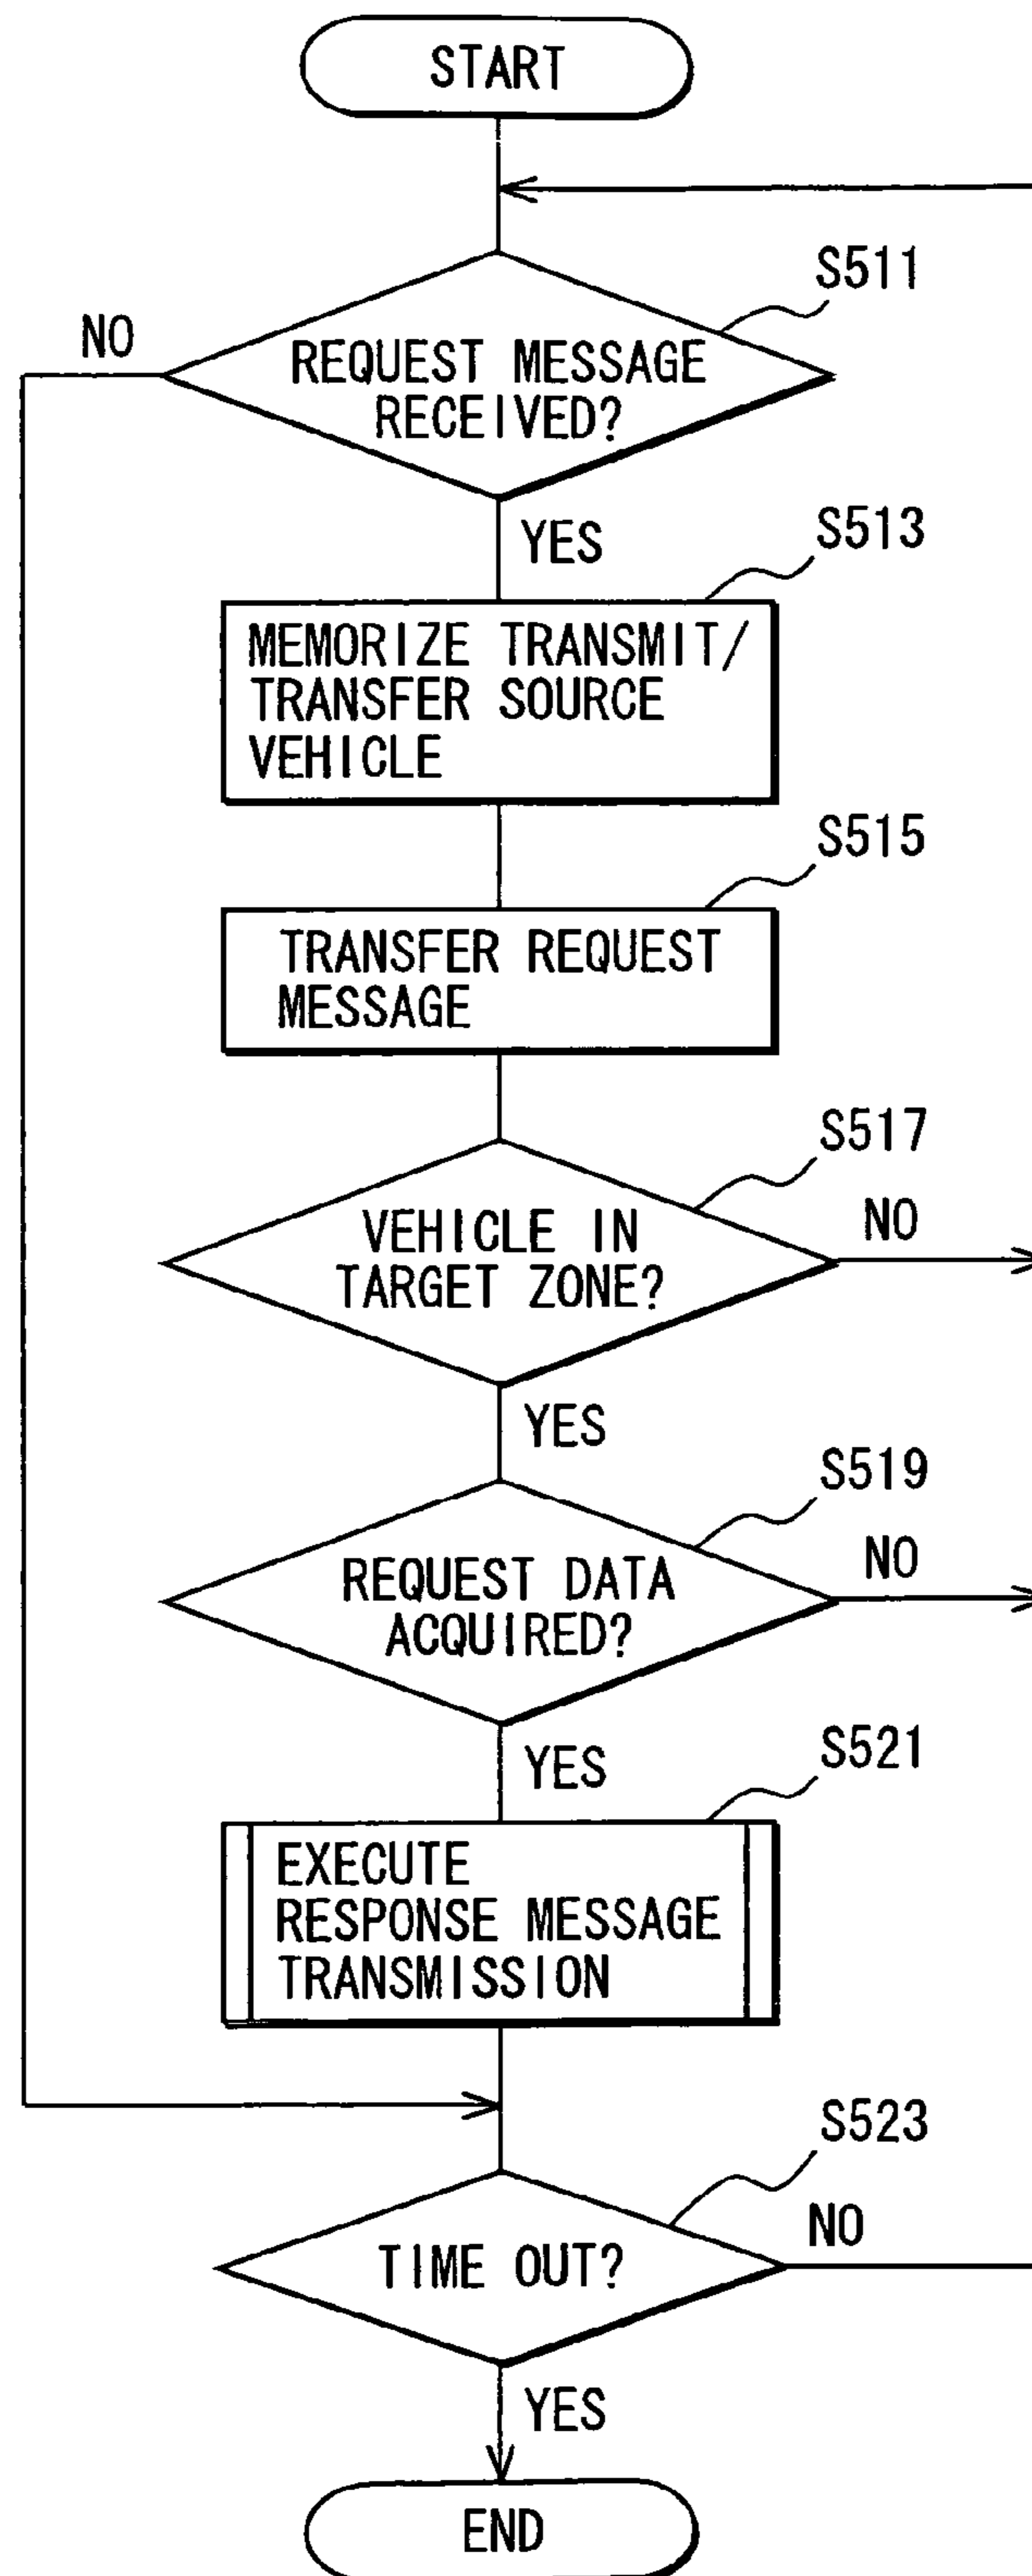 START
S511
NO
REQUEST MESSAGE
RECEIVED?
YES
S513
MEMORIZE TRANSMIT/
TRANSFER SOURCE
VEHICLE
S515
TRANSFER REQUEST
MESSAGE
S517
VEHICLE IN
TARGET ZONE?
NO
YES
S519
REQUEST DATA
ACQUIRED?
NO
YES
S521
EXECUTE
RESPONSE MESSAGE
TRANSMISSION
S523
TIME OUT?
NO
YES
END